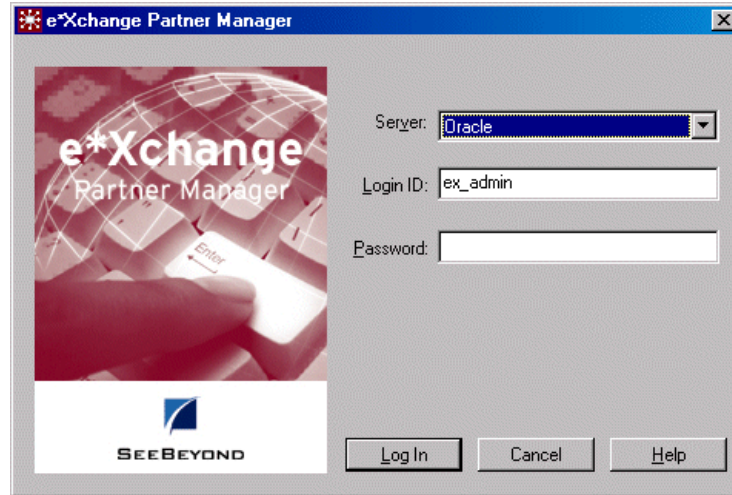 e*Xchange Partner Manager
e*Xchange
Partner Manager
Enter
SEEBEYOND
Server:
Oracle
Login ID:
ex_admin
Password:
Log In
Cancel
Help